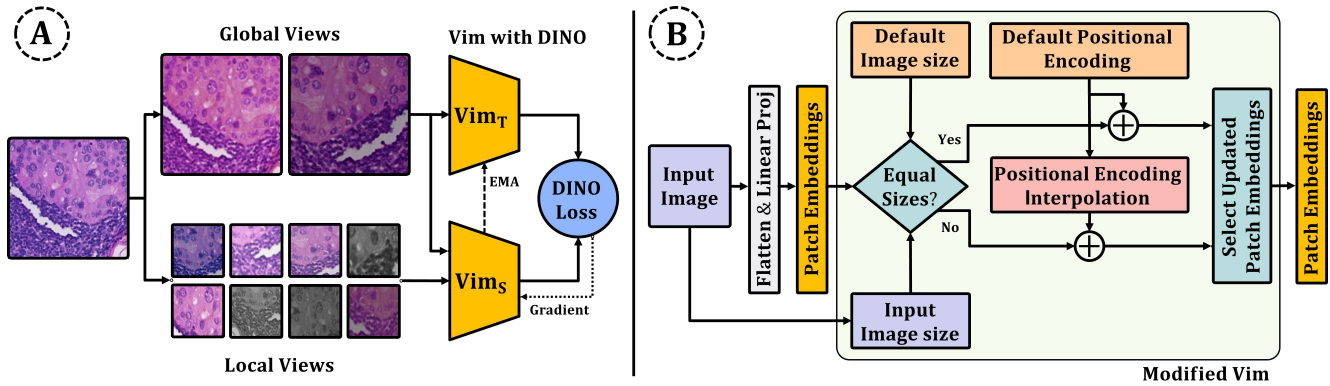 A
Global Views
Vim with DINO
Vim_T
EMA
DINO
Loss
Vim_S
Gradient
Local Views
B
Input
Image
Flatten & Linear Proj
Patch Embeddings
Default
Image size
Default Positional
Encoding
Equal
Sizes?
Yes
No
Positional Encoding
Interpolation
Input
Image size
Select Updated
Patch Embeddings
Patch Embeddings
Modified Vim